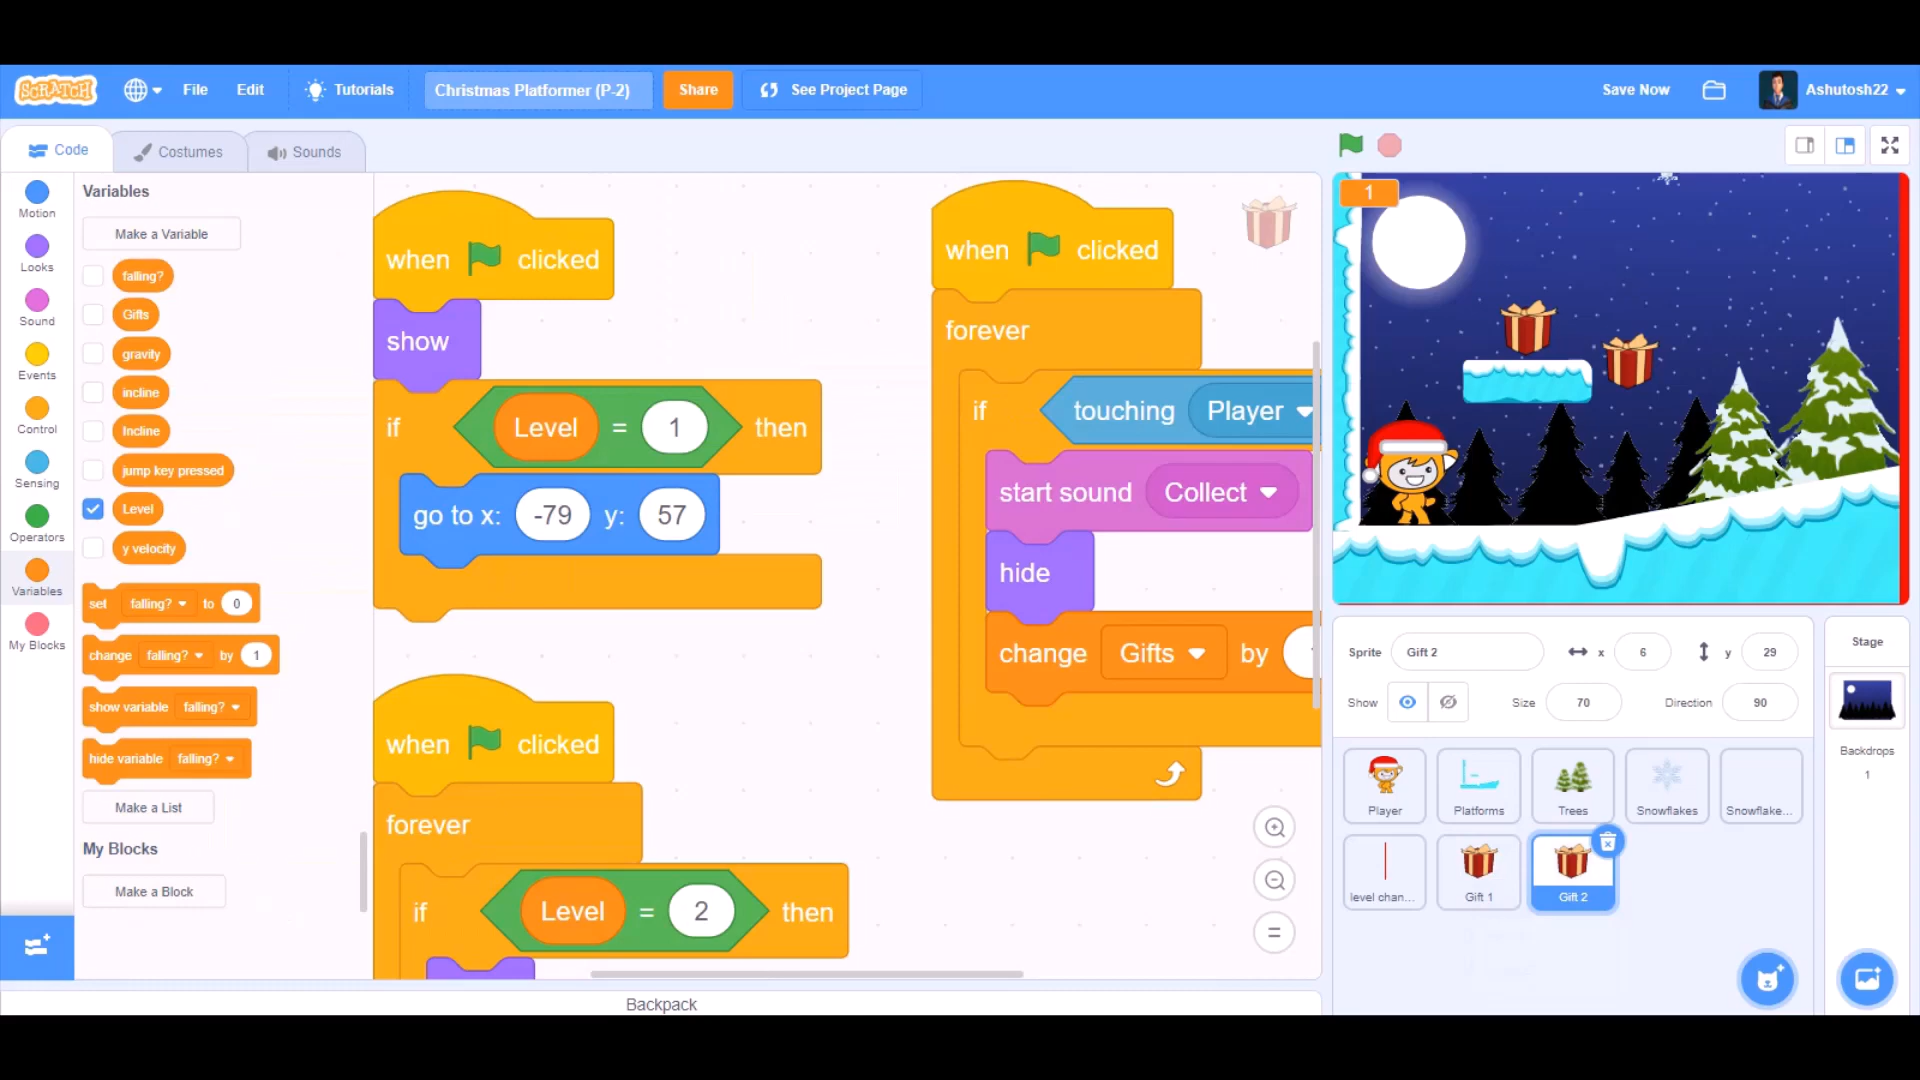 SCRATCH
File
Edit
Tutorials
Christmas Platformer (P-2)
Share
See Project Page
Save Now
Ashutosh22
Code
Costumes
Sounds
Motion
Looks
Sound
Events
Control
Sensing
Operators
Variables
My Blocks
Variables
Make a Variable
falling?
Gifts
gravity
incline
Incline
jump key pressed
Level
y velocity
set falling? to 0
change falling? by 1
show variable falling?
hide variable falling?
Make a List
My Blocks
Make a Block
when clicked
show
if Level = 1 then
go to x: -79 y: 57
when clicked
forever
if Level = 2 then
when clicked
forever
if touching Player
start sound Collect
hide
change Gifts by
=
Backpack
1
Sprite Gift 2 x 6 y 29
Show Size 70 Direction 90
Player
Platforms
Trees
Snowflakes
Snowflake...
level chan...
Gift 1
Gift 2
Stage
Backdrops
1